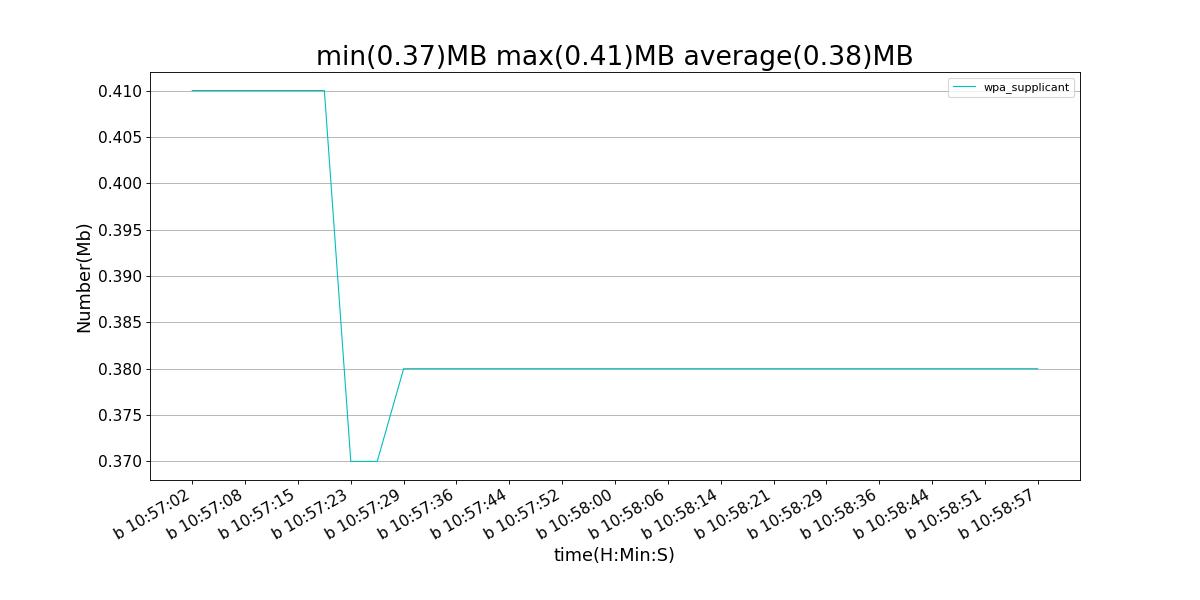 min(0.37)MB max(0.41)MB average(0.38)MB
wpa_supplicant
Number(Mb)
0.410
0.405
0.400
0.395
0.390
0.385
0.380
0.375
0.370
b 10:57:02
b 10:57:08
b 10:57:15
b 10:57:23
b 10:57:29
b 10:57:36
b 10:57:44
b 10:57:52
b 10:58:00
b 10:58:06
b 10:58:14
b 10:58:21
b 10:58:29
b 10:58:36
b 10:58:44
b 10:58:51
b 10:58:57
time(H:Min:S)